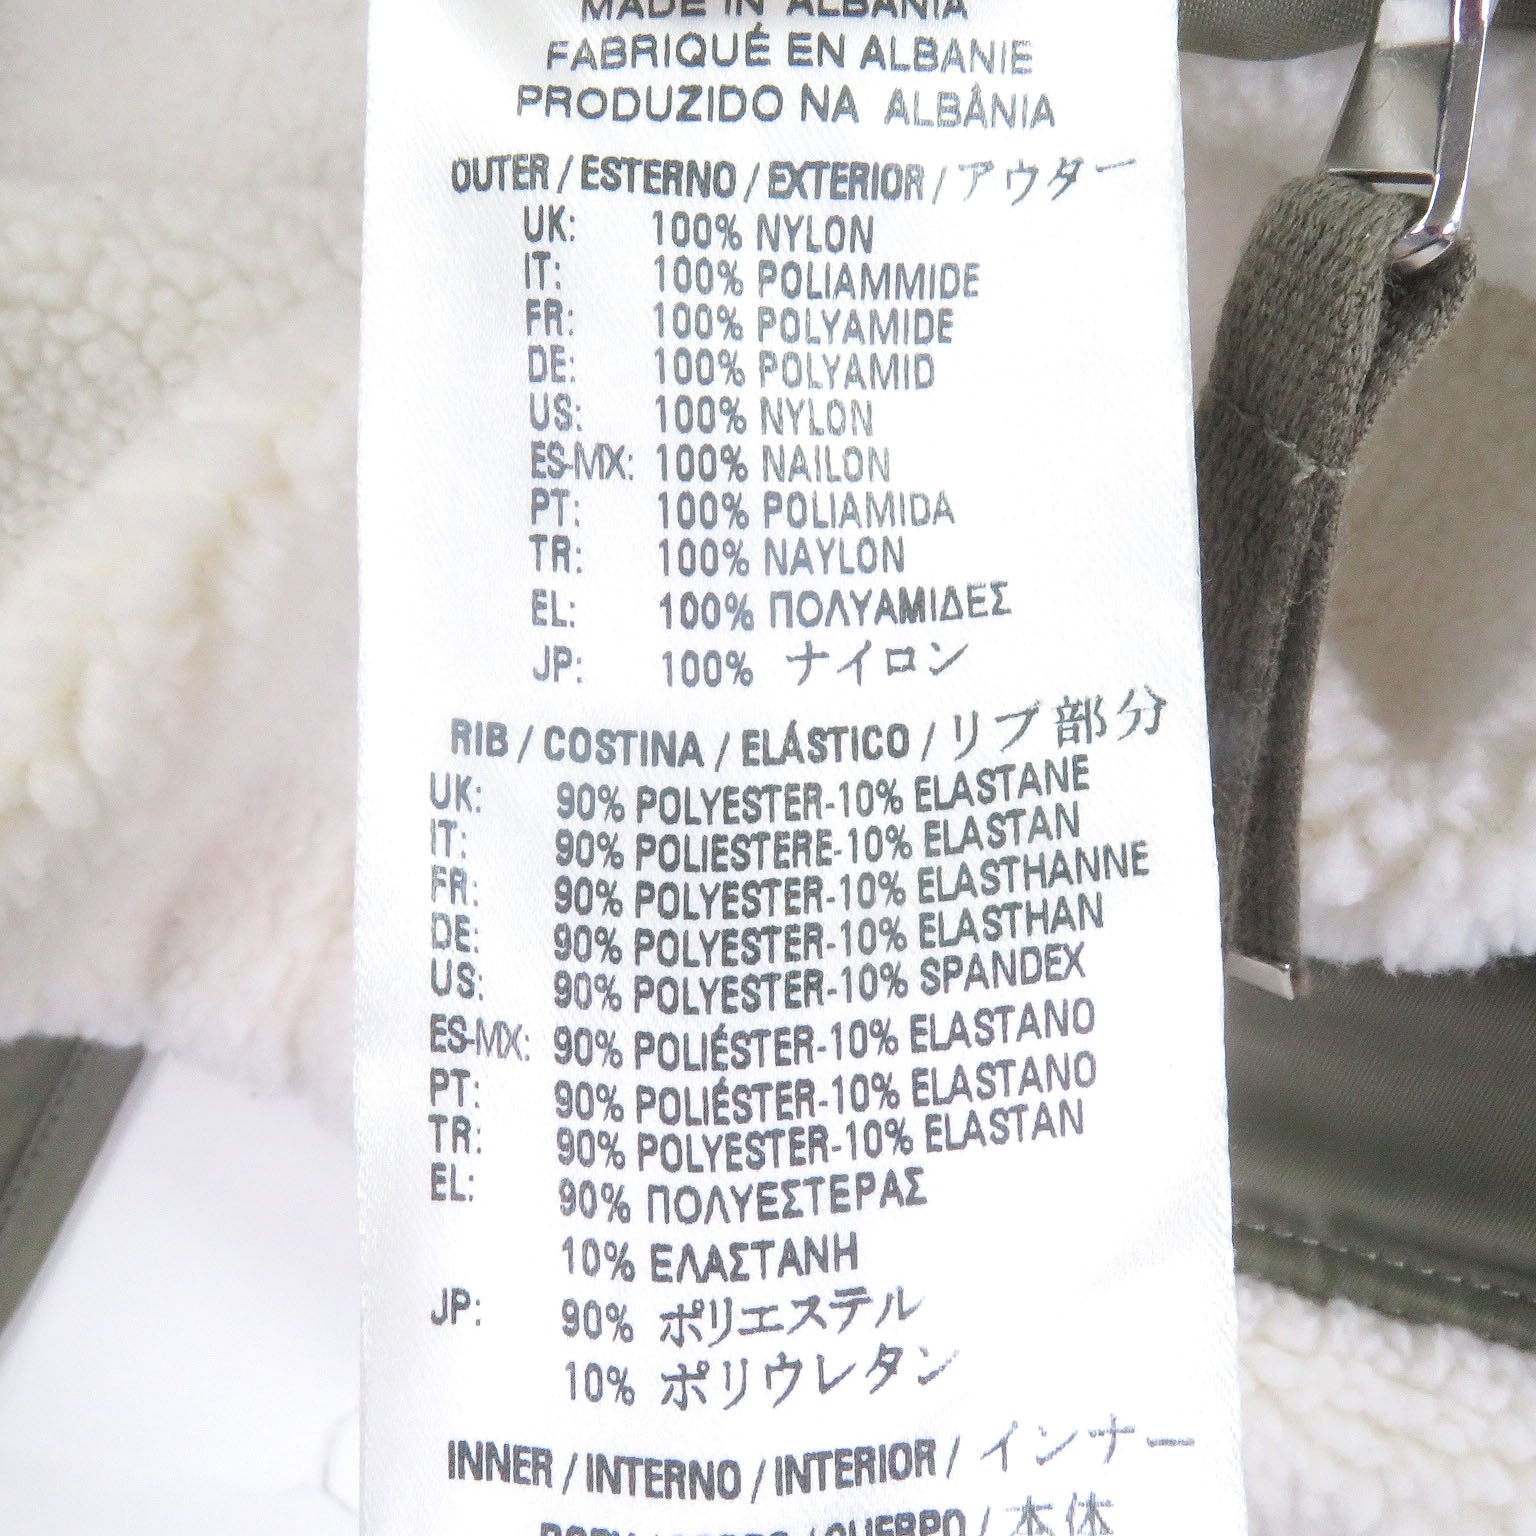 MADE IN ALBANIA
FABRIQUÉ EN ALBANIE
PRODUZIDO NA ALBÂNIA
OUTER / ESTERNO / EXTERIOR / アウター
UK: 100% NYLON
IT: 100% POLIAMMIDE
FR: 100% POLYAMIDE
DE: 100% POLYAMID
US: 100% NYLON
ES-MX: 100% NAILON
PT: 100% POLIAMIDA
TR: 100% NAYLON
EL: 100% ΠΟΛΥΑΜΙΔΕΣ
JP: 100% ナイロン
RIB / COSTINA / ELÁSTICO / リブ部分
UK: 90% POLYESTER-10% ELASTANE
IT: 90% POLIESTERE-10% ELASTAN
FR: 90% POLYESTER-10% ELASTHANNE
DE: 90% POLYESTER-10% ELASTHAN
US: 90% POLYESTER-10% SPANDEX
ES-MX: 90% POLIÉSTER-10% ELASTANO
PT: 90% POLIÉSTER-10% ELASTANO
TR: 90% POLYESTER-10% ELASTAN
EL: 90% ΠΟΛΥΕΣΤΕΡΑΣ
10% ΕΛΑΣΤΑΝΗ
JP: 90% ポリエステル
10% ポリウレタン
INNER / INTERNO / INTERIOR / インナー
BODY / CORPO / CUERPO / 本体